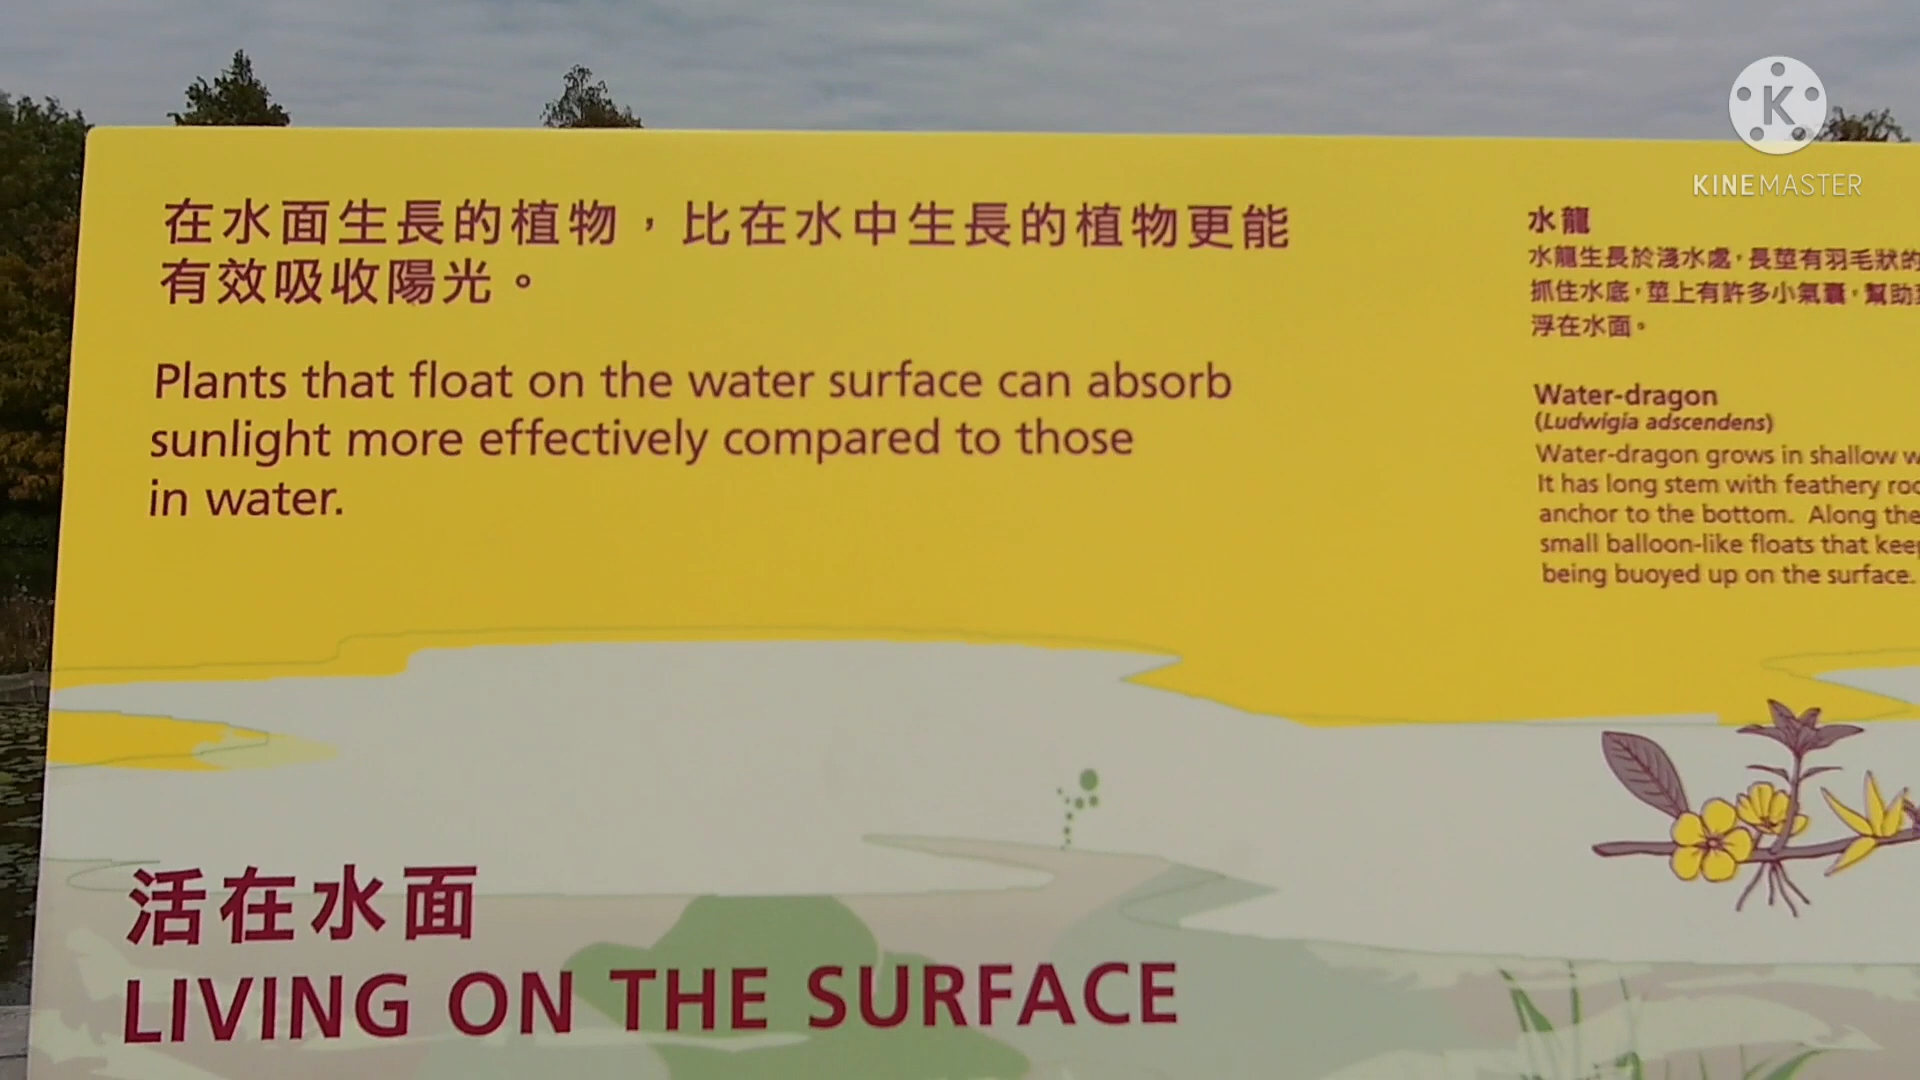 在水面生長的植物，比在水中生長的植物更能
有效吸收陽光。
Plants that float on the water surface can absorb
sunlight more effectively compared to those
in water.
活在水面
LIVING ON THE SURFACE
水龍
水龍生長於淺水處，長莖有羽毛狀的
抓住水底，莖上有許多小氣囊，幫助
浮在水面。
Water-dragon
(Ludwigia adscendens)
Water-dragon grows in shallow
It has long stem with feathery
anchor to the bottom. Along the
small balloon-like floats that
being buoyed up on the surface.
K
KINEMASTER